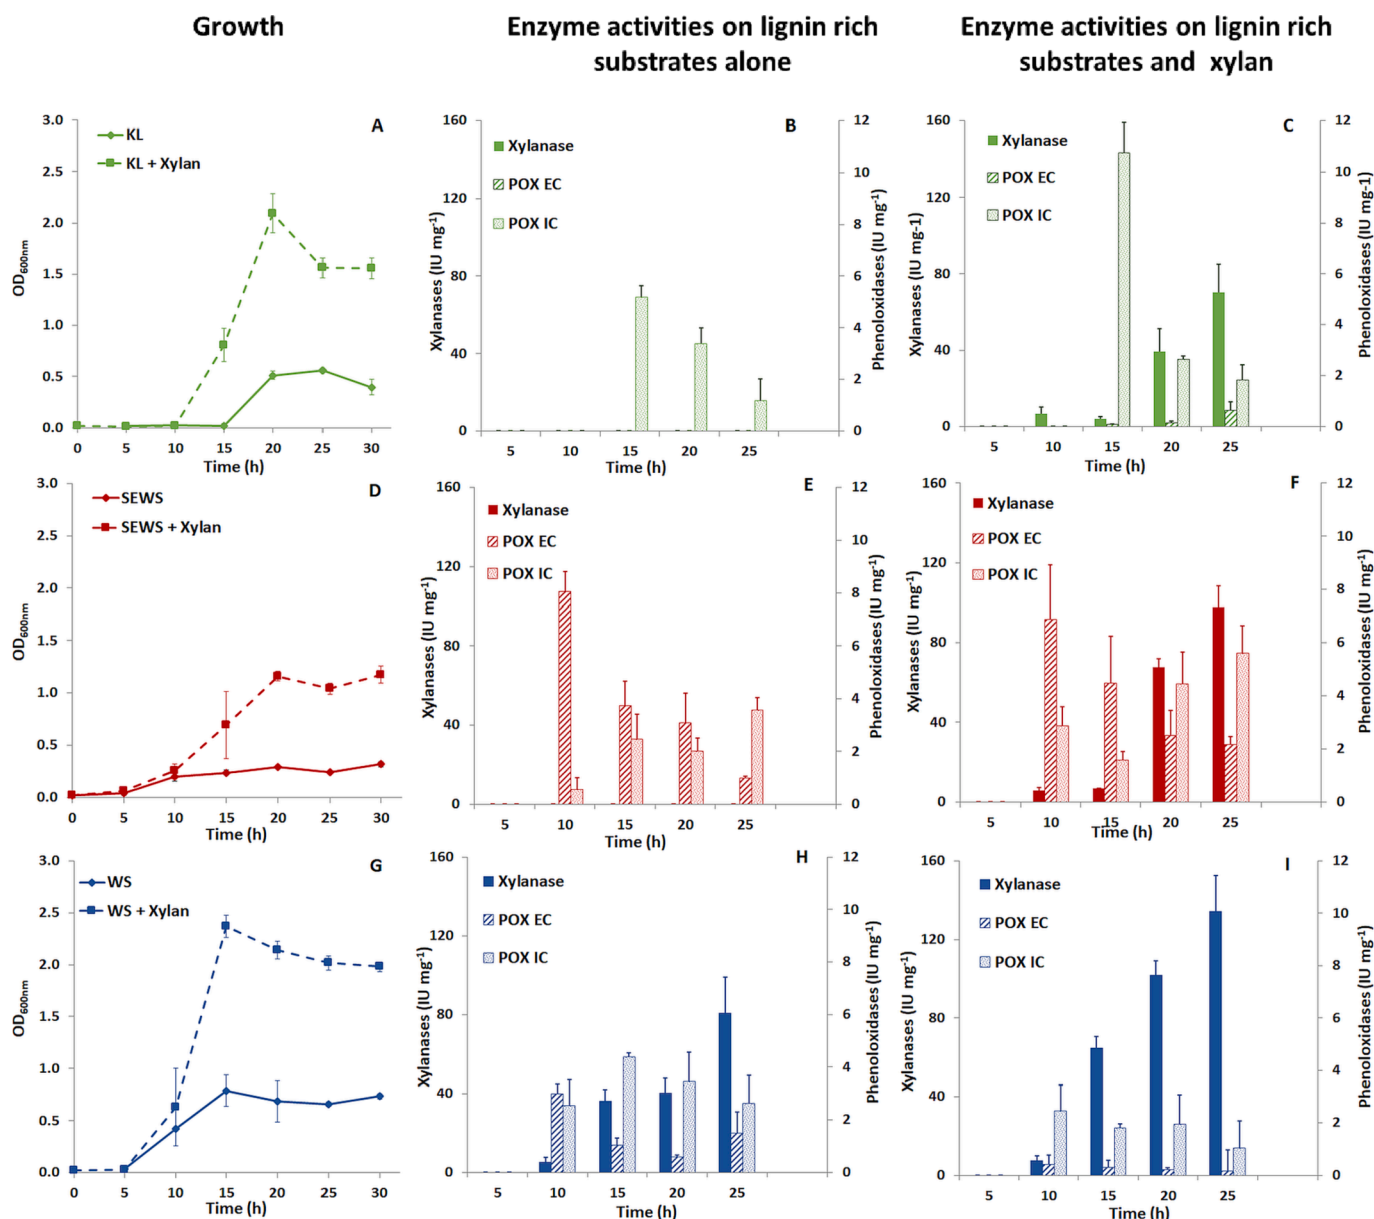 Growth
Enzyme activities on lignin rich
substrates alone
Enzyme activities on lignin rich
substrates and xylan
A
KL
KL + Xylan
3.0
2.5
2.0
1.5
1.0
0.5
0.0
OD600nm
0 5 10 15 20 25 30
Time (h)
B
Xylanase
POX EC
POX IC
160
120
80
40
0
Xylanases (IU mg-1)
12
10
8
6
4
2
0
Phenoloxidases (IU mg-1)
5 10 15 20 25
Time (h)
C
Xylanase
POX EC
POX IC
160
120
80
40
0
Xylanases (IU mg-1)
12
10
8
6
4
2
0
Phenoloxidases (IU mg-1)
5 10 15 20 25
Time (h)
D
SEWS
SEWS + Xylan
3.0
2.5
2.0
1.5
1.0
0.5
0.0
OD600nm
0 5 10 15 20 25 30
Time (h)
E
Xylanase
POX EC
POX IC
160
120
80
40
0
Xylanases (IU mg-1)
12
10
8
6
4
2
0
Phenoloxidases (IU mg-1)
5 10 15 20 25
Time (h)
F
Xylanase
POX EC
POX IC
160
120
80
40
0
Xylanases (IU mg-1)
12
10
8
6
4
2
0
Phenoloxidases (IU mg-1)
5 10 15 20 25
Time (h)
G
WS
WS + Xylan
3.0
2.5
2.0
1.5
1.0
0.5
0.0
OD600nm
0 5 10 15 20 25 30
Time (h)
H
Xylanase
POX EC
POX IC
160
120
80
40
0
Xylanases (IU mg-1)
12
10
8
6
4
2
0
Phenoloxidases (IU mg-1)
5 10 15 20 25
Time (h)
I
Xylanase
POX EC
POX IC
160
120
80
40
0
Xylanases (IU mg-1)
12
10
8
6
4
2
0
Phenoloxidases (IU mg-1)
5 10 15 20 25
Time (h)